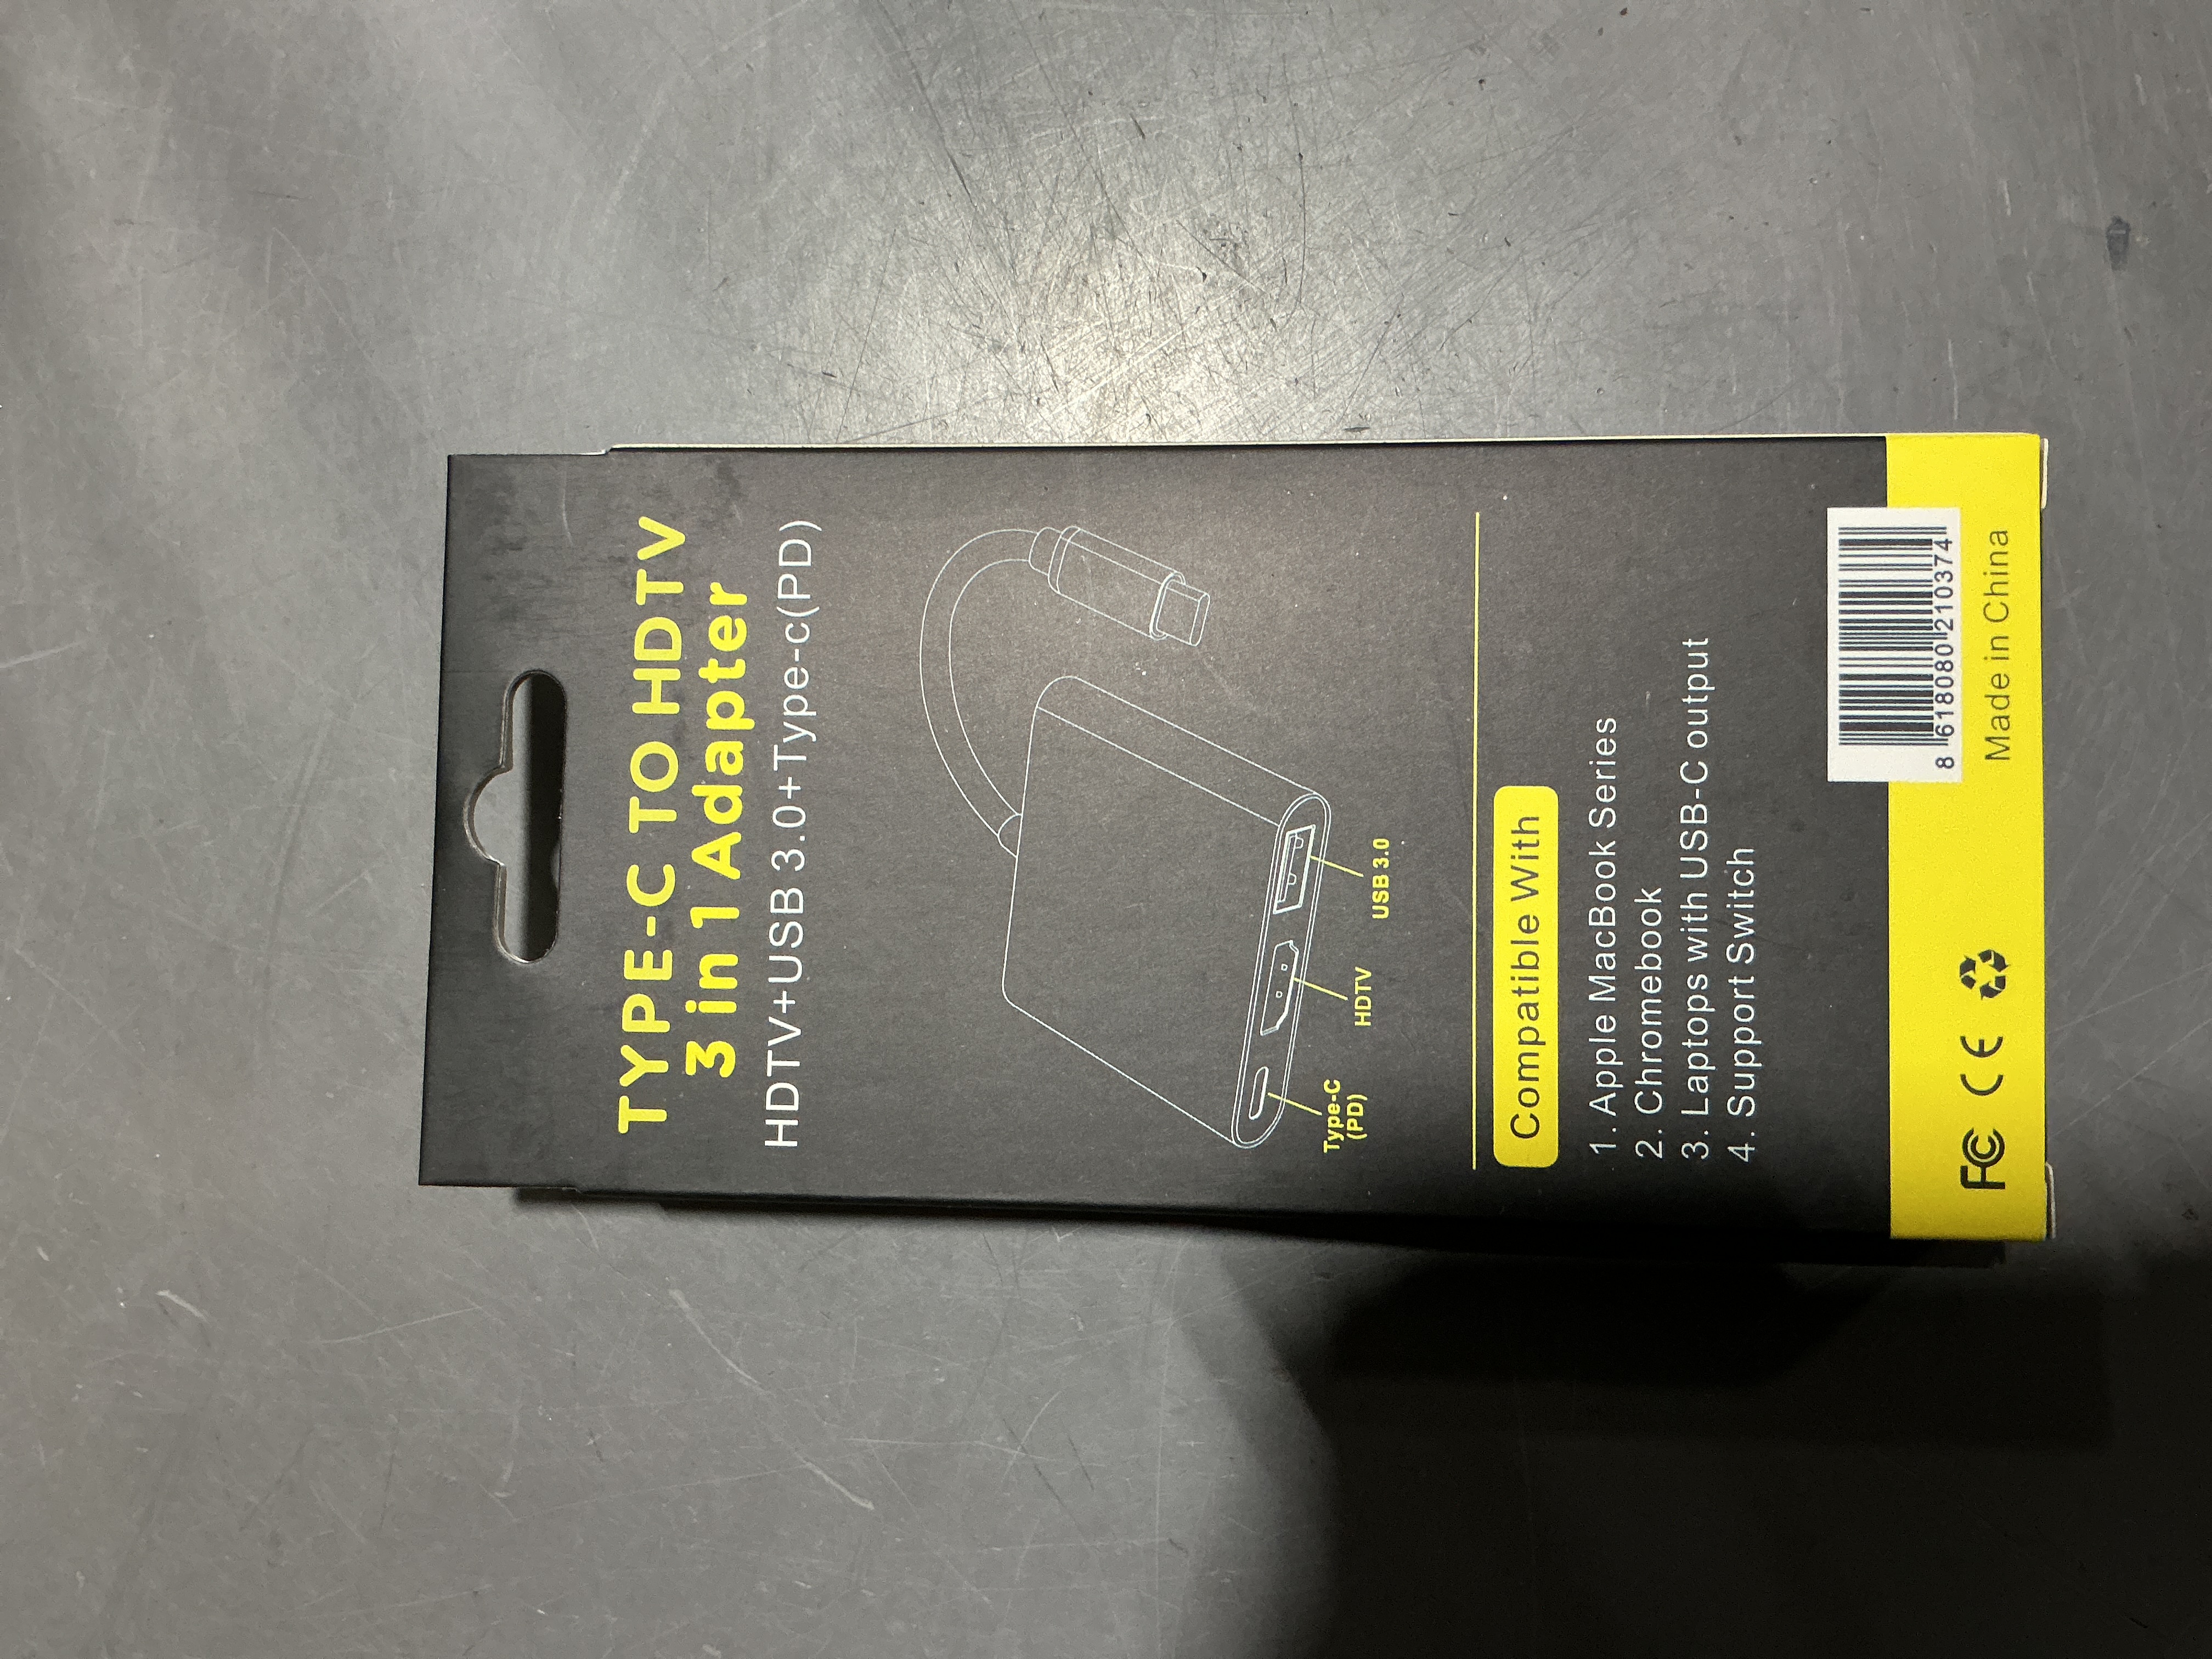 TYPE-C TO HDTV
3 in 1 Adapter
HDTV+USB 3.0+Type-c(PD)
Type-C
(PD)
HDTV
USB 3.0
Compatible With
1. Apple MacBook Series
2. Chromebook
3. Laptops with USB-C output
4. Support Switch
8 618080 210374
FC CE
Made in China